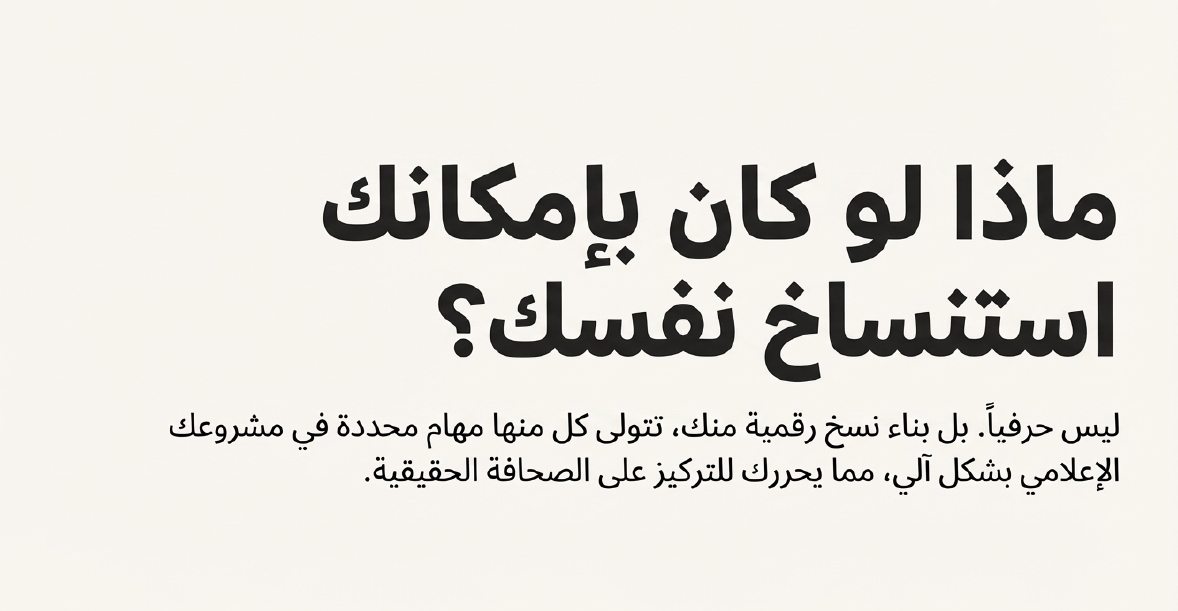 ماذا لو كان بإمكانك
استنساخ نفسك؟
ليس حرفياً. بل بناء نسخ رقمية منك، تتولى كل منها مهام محددة في مشروعك
الإعلامي بشكل آلي، مما يحررك للتركيز على الصحافة الحقيقية.